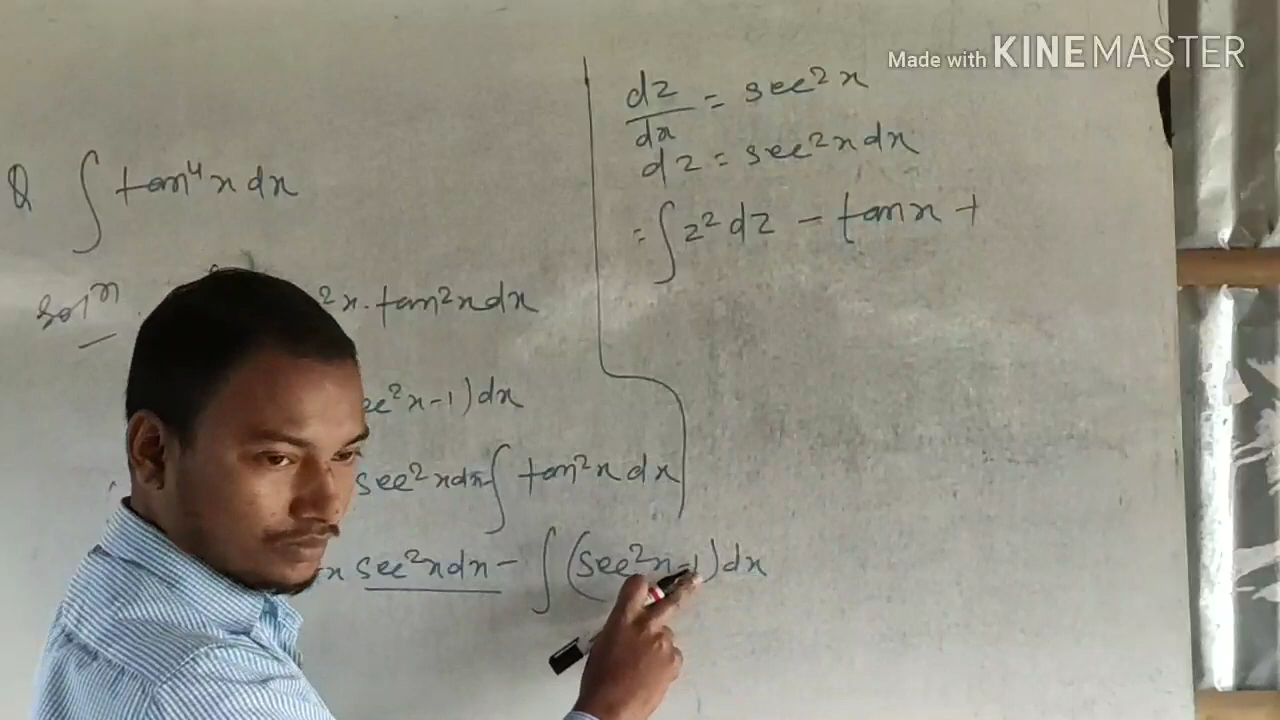 Made with KINEMASTER
Q ∫ tan⁴x dx
Solⁿ
²x. tan²x dx
ec²x-1) dx
sec²x dx - ∫ tan²x dx
x sec²x dx - ∫ (sec²x-1) dx
dz/dx = sec²x
dz = sec²x dx
= ∫ z² dz - tanx +